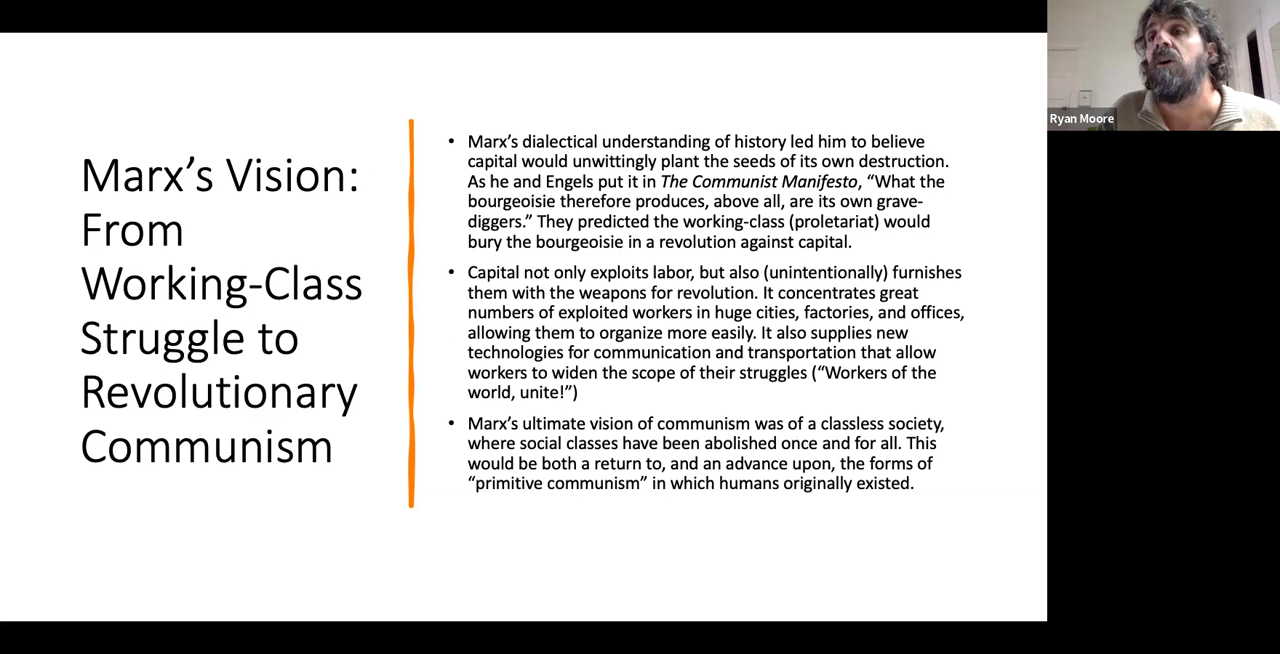 Marx’s Vision:
From
Working-Class
Struggle to
Revolutionary
Communism
• Marx’s dialectical understanding of history led him to believe
capital would unwittingly plant the seeds of its own destruction.
As he and Engels put it in The Communist Manifesto, “What the
bourgeoisie therefore produces, above all, are its own grave-
diggers.” They predicted the working-class (proletariat) would
bury the bourgeoisie in a revolution against capital.
• Capital not only exploits labor, but also (unintentionally) furnishes
them with the weapons for revolution. It concentrates great
numbers of exploited workers in huge cities, factories, and offices,
allowing them to organize more easily. It also supplies new
technologies for communication and transportation that allow
workers to widen the scope of their struggles (“Workers of the
world, unite!”)
• Marx’s ultimate vision of communism was of a classless society,
where social classes have been abolished once and for all. This
would be both a return to, and an advance upon, the forms of
“primitive communism” in which humans originally existed.
Ryan Moore